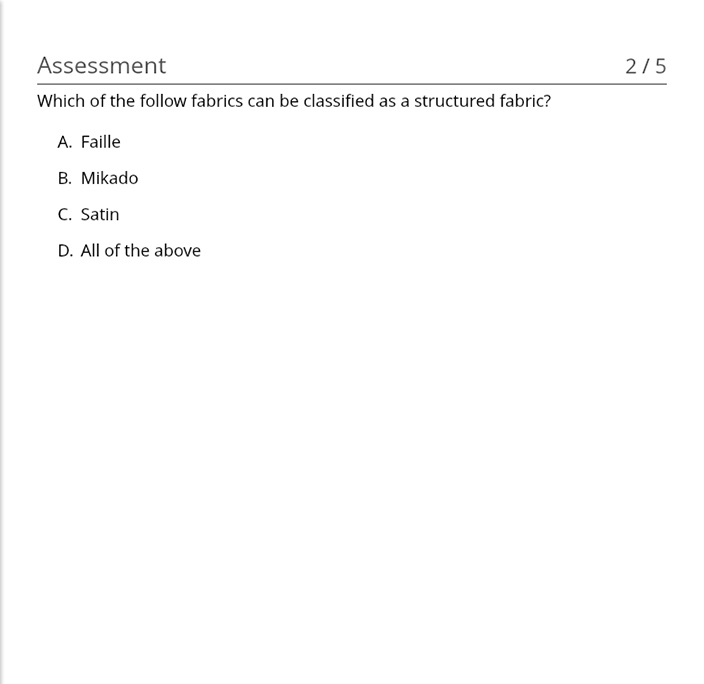 Assessment 2 / 5
Which of the follow fabrics can be classified as a structured fabric?
A. Faille
B. Mikado
C. Satin
D. All of the above